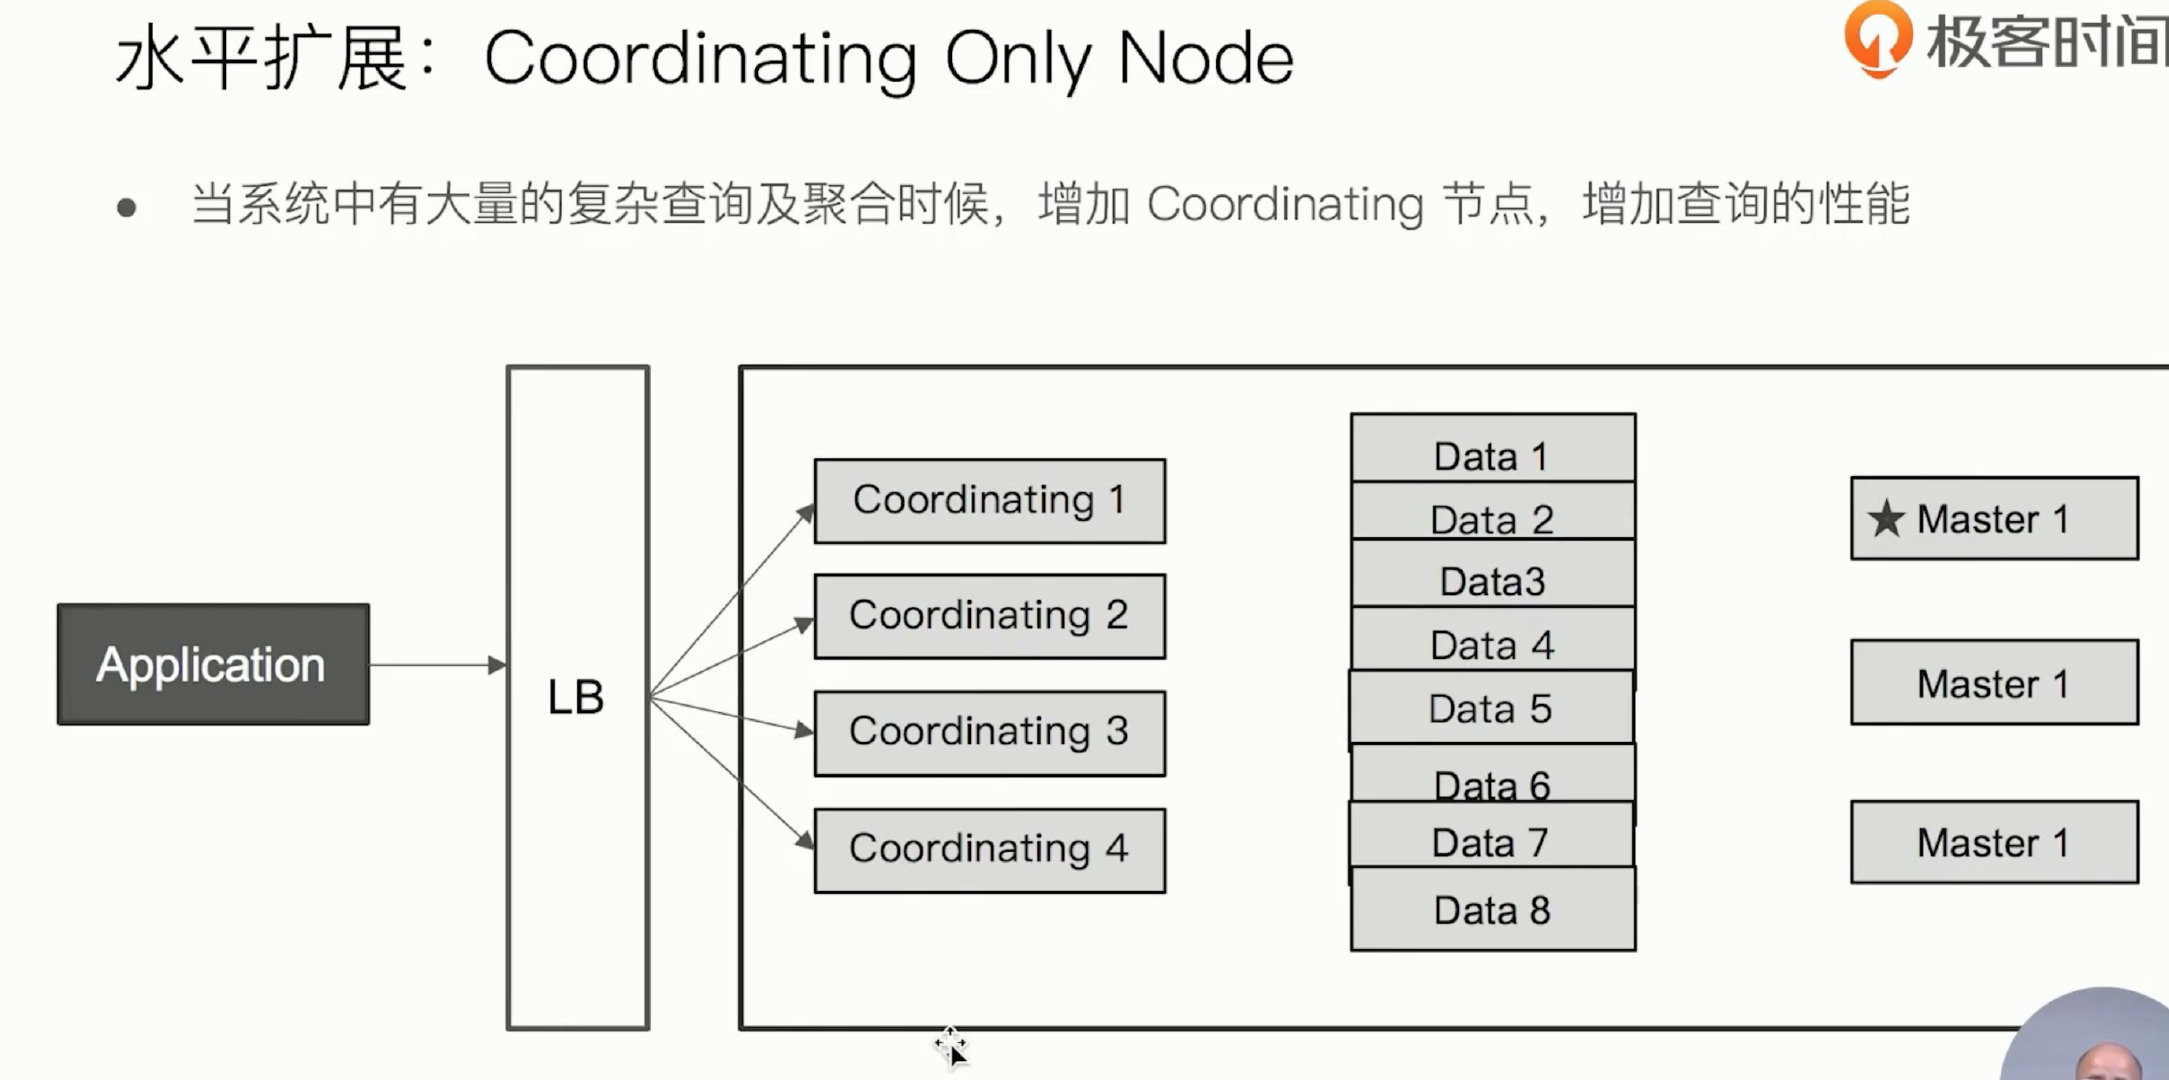 水平扩展：Coordinating Only Node
极客时间
当系统中有大量的复杂查询及聚合时候，增加 Coordinating 节点，增加查询的性能
Application
LB
Coordinating 1
Coordinating 2
Coordinating 3
Coordinating 4
Data 1
Data 2
Data3
Data 4
Data 5
Data 6
Data 7
Data 8
★ Master 1
Master 1
Master 1